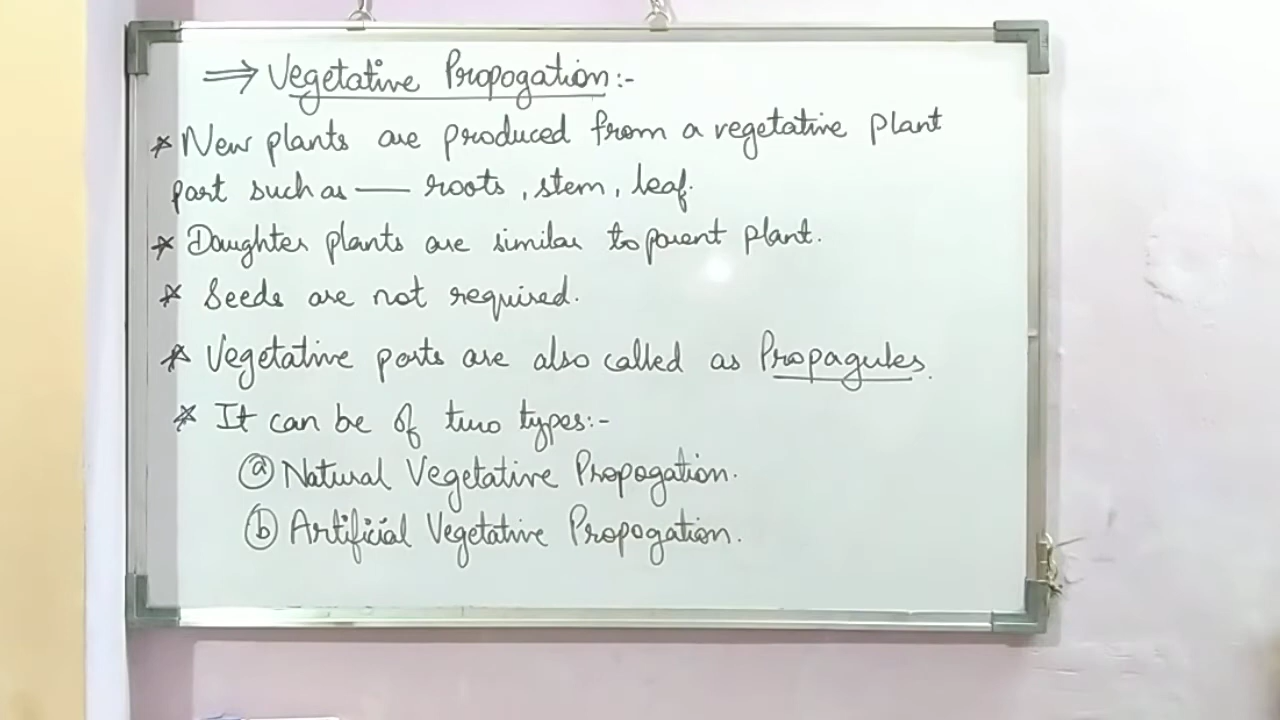 ⇒ Vegetative Propogation:-
* New plants are produced from a vegetative plant
part such as — roots, stem, leaf.
* Daughter plants are similar to parent plant.
* Seeds are not required.
* Vegetative parts are also called as Propagules.
* It can be of two types:-
(a) Natural Vegetative Propogation.
(b) Artificial Vegetative Propogation.